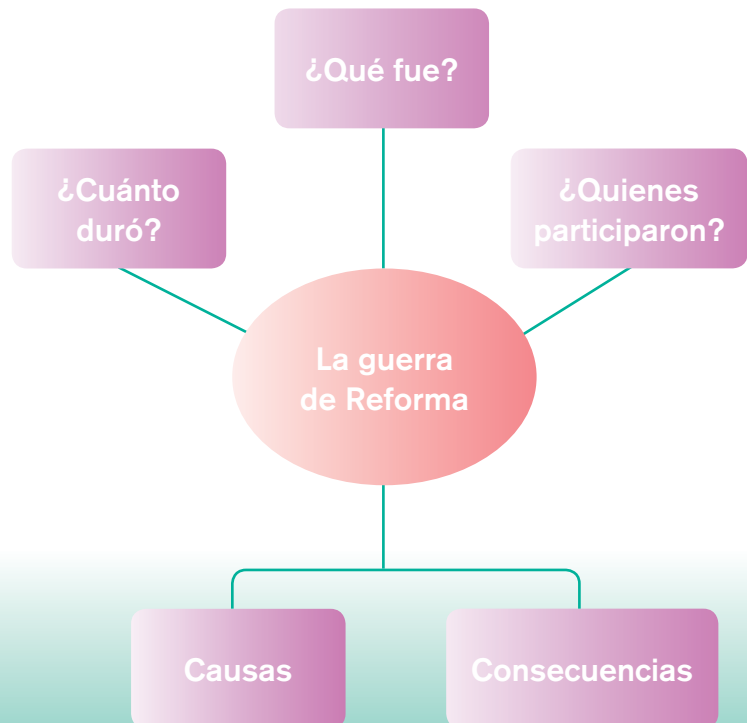 ¿Qué fue?
¿Cuánto
duró?
¿Quienes
participaron?
La guerra
de Reforma
Causas
Consecuencias